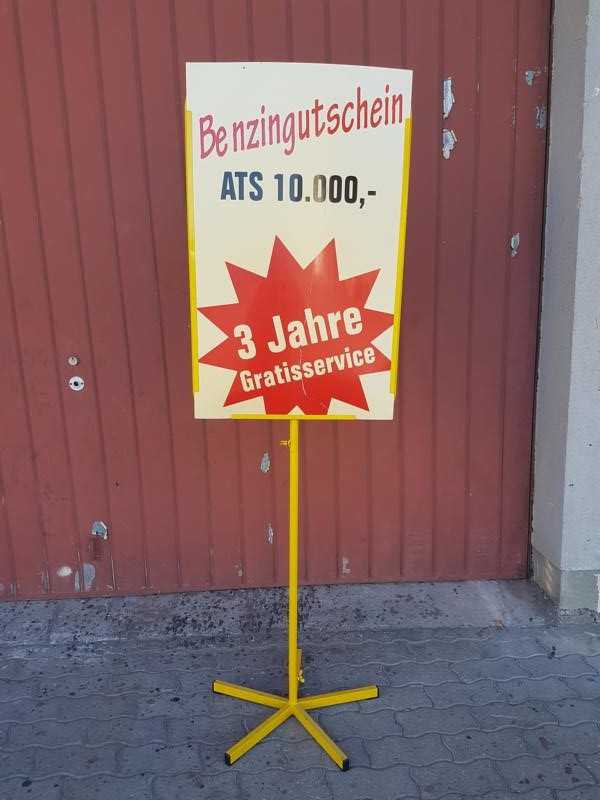 Benzingutschein
ATS 10.000,-
3 Jahre
Gratisservice